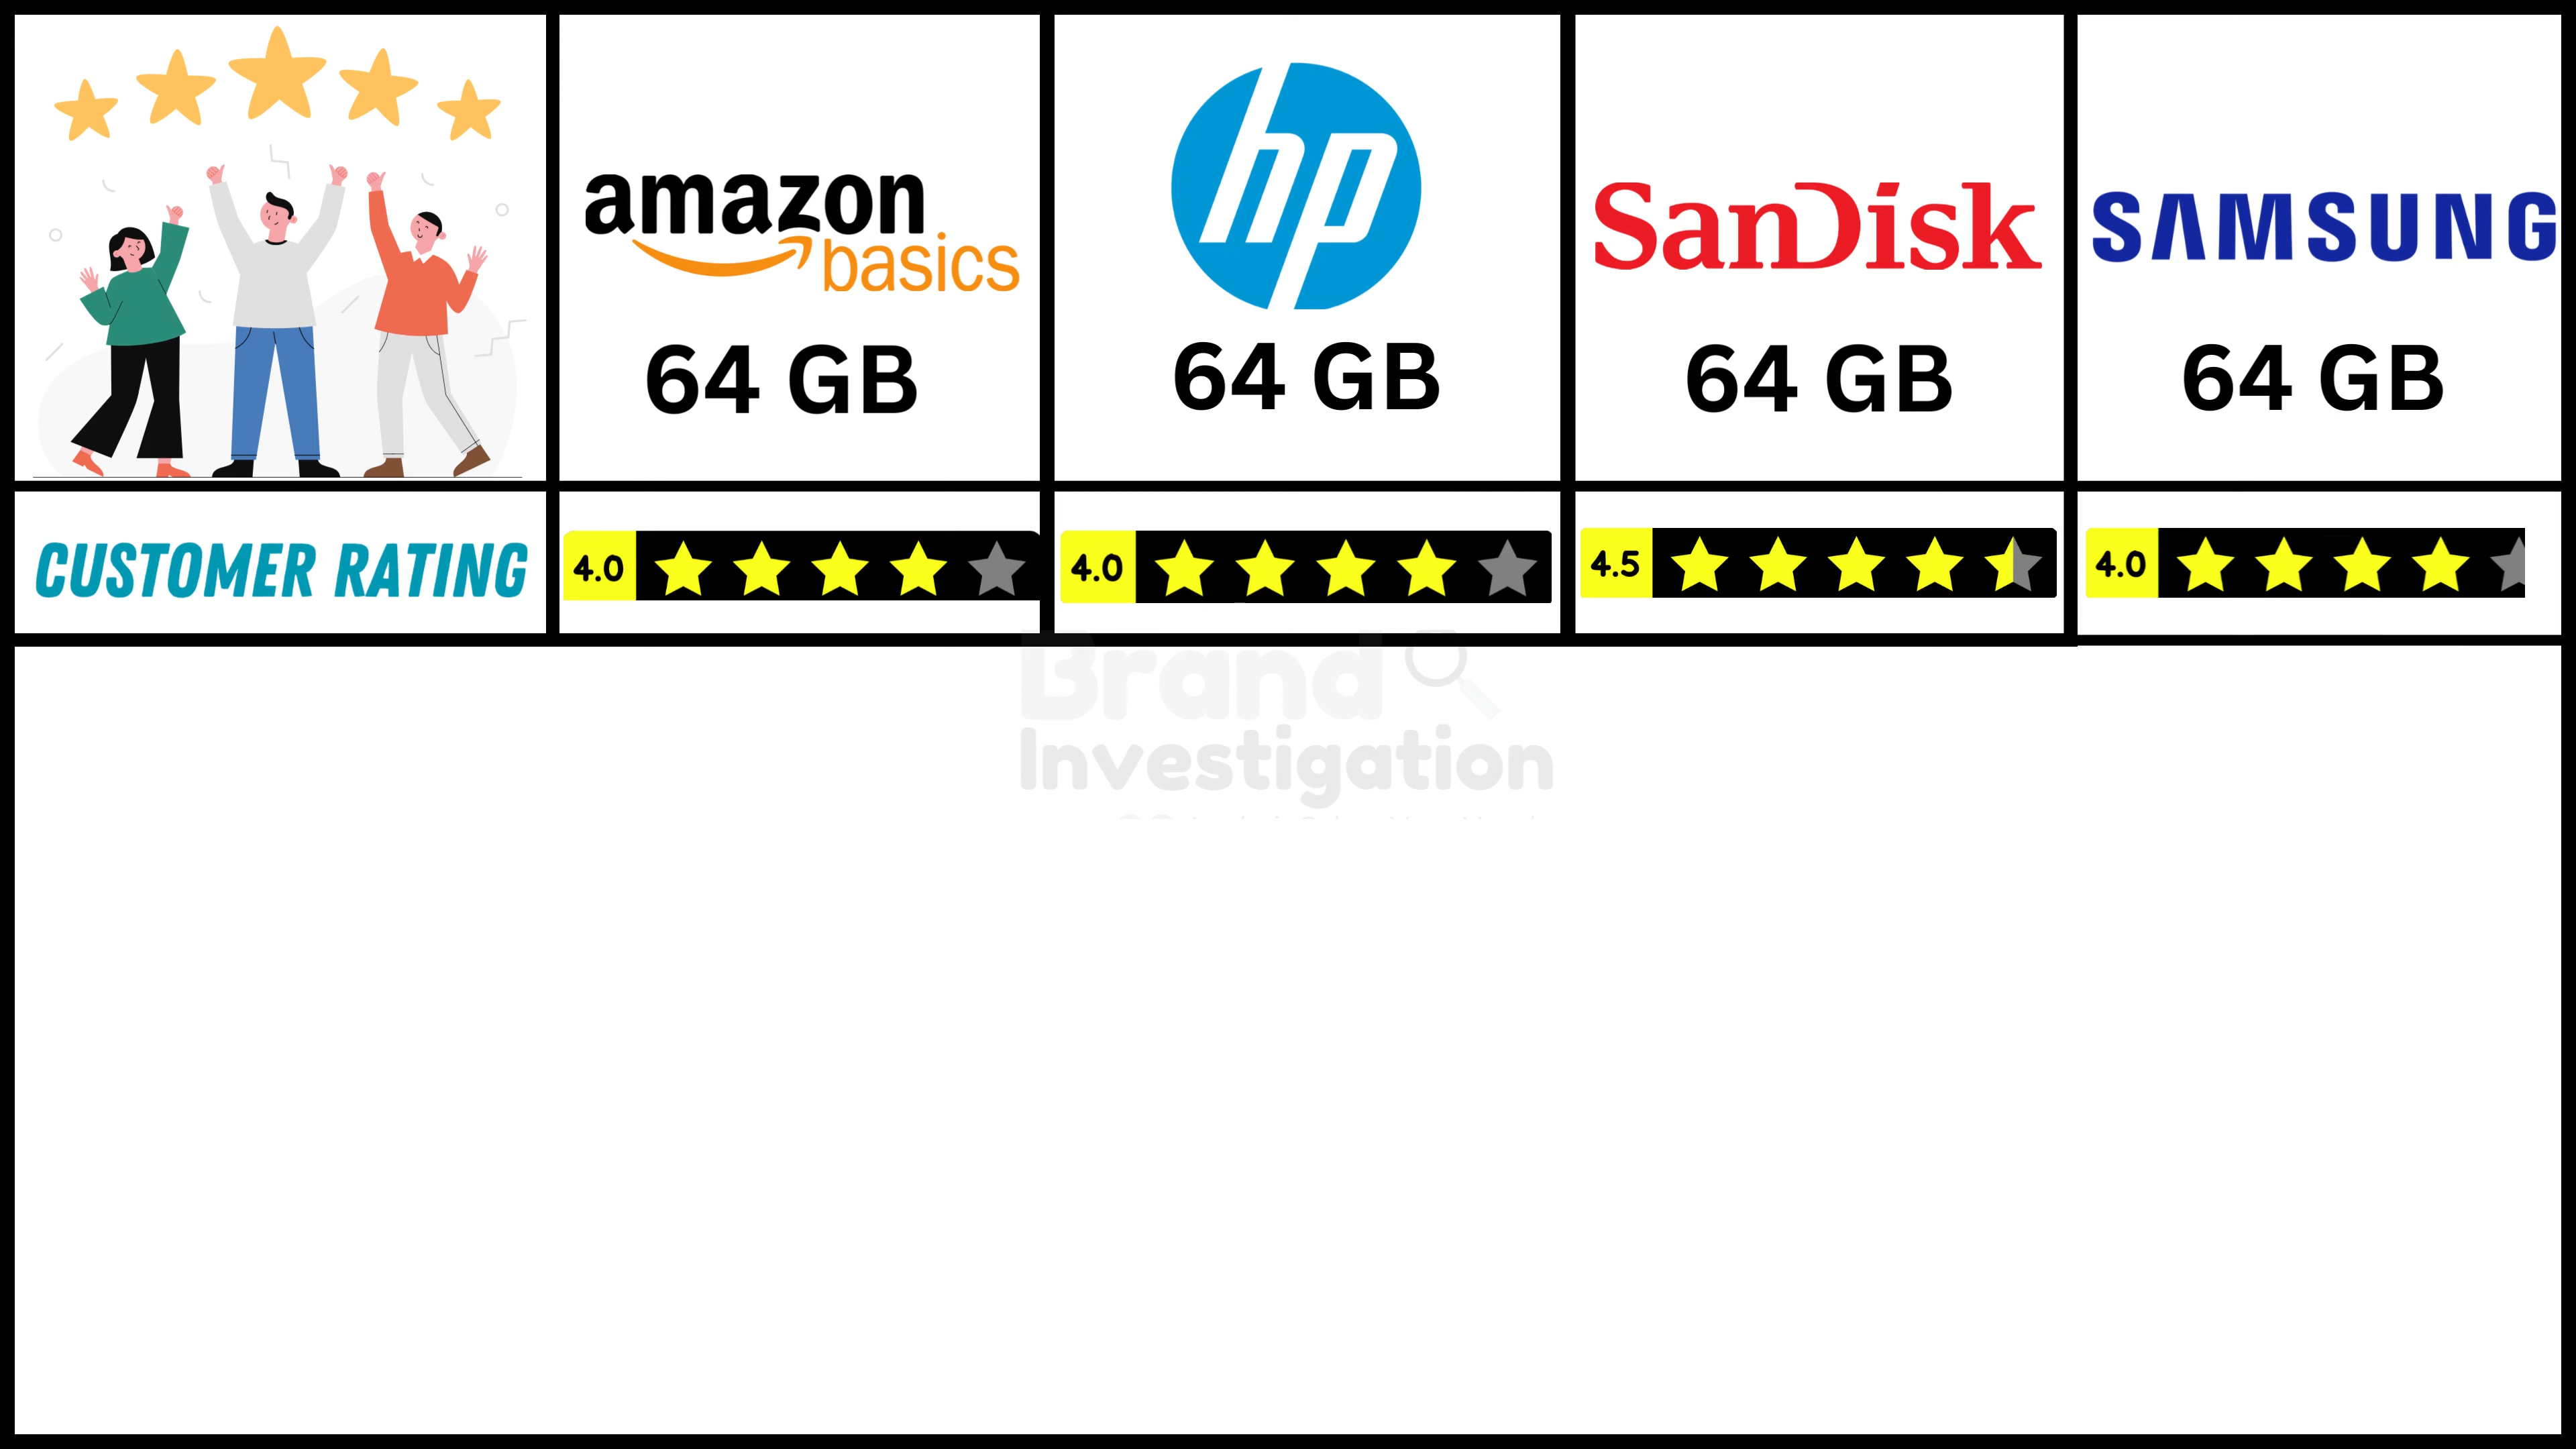 amazon
basics
64 GB
hp
64 GB
SanDisk
64 GB
SAMSUNG
64 GB
CUSTOMER RATING
4.0
4.0
4.5
4.0
Brand
Investigation